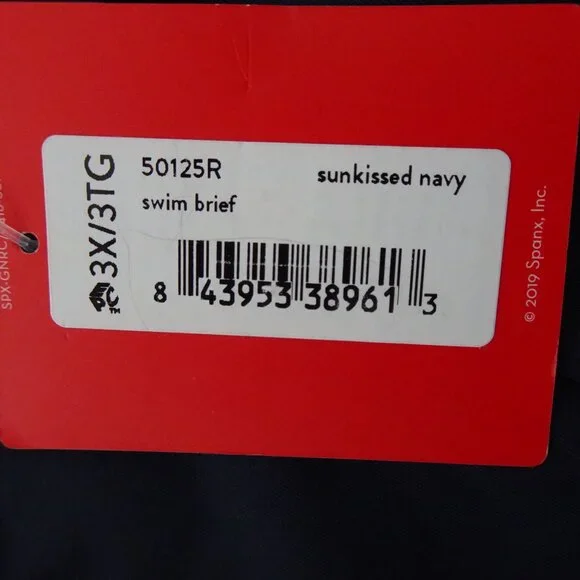 50125R
sunkissed navy
swim brief
3X/3TG
8 43953 38961 3
© 2019 Spanx, Inc.